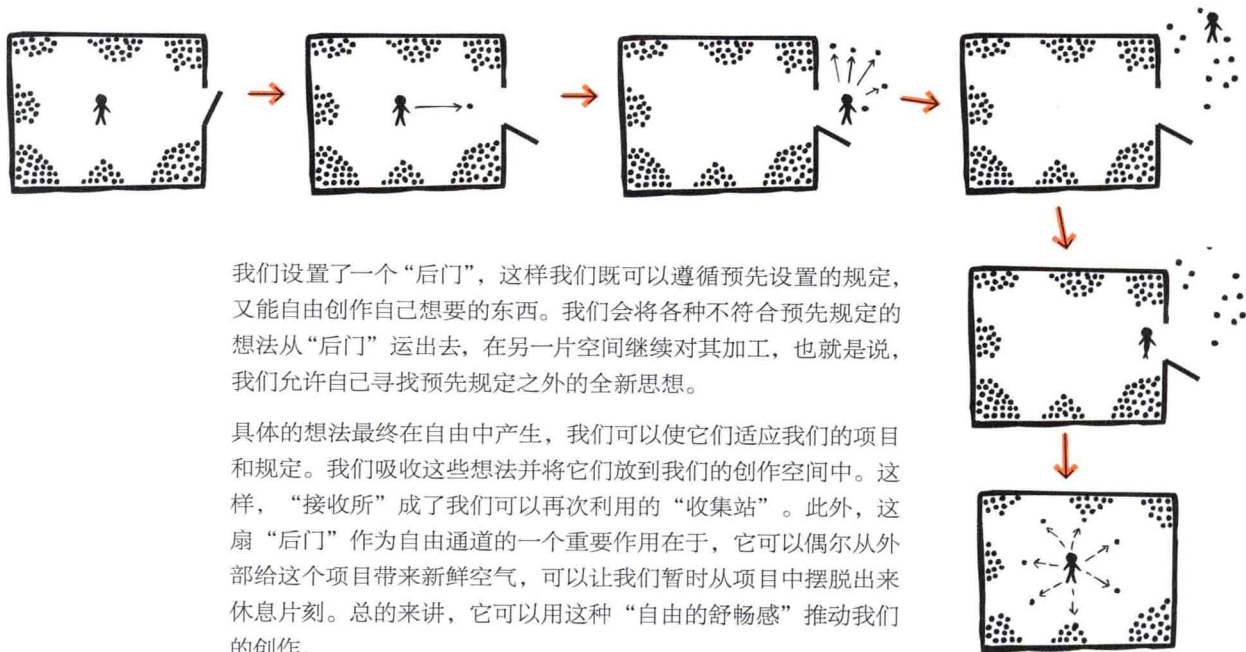 我们设置了一个“后门”，这样我们既可以遵循预先设置的规定，
又能自由创作自己想要的东西。我们会将各种不符合预先规定的
想法从“后门”运出去，在另一片空间继续对其加工，也就是说，
我们允许自己寻找预先规定之外的全新思想。
具体的想法最终在自由中产生，我们可以使它们适应我们的项目
和规定。我们吸收这些想法并将它们放到我们的创作空间中。这
样，“接收所”成了我们可以再次利用的“收集站”。此外，这
扇“后门”作为自由通道的一个重要作用在于，它可以偶尔从外
部给这个项目带来新鲜空气，可以让我们暂时从项目中摆脱出来
休息片刻。总的来讲，它可以用这种“自由的舒畅感”推动我们
的创作。